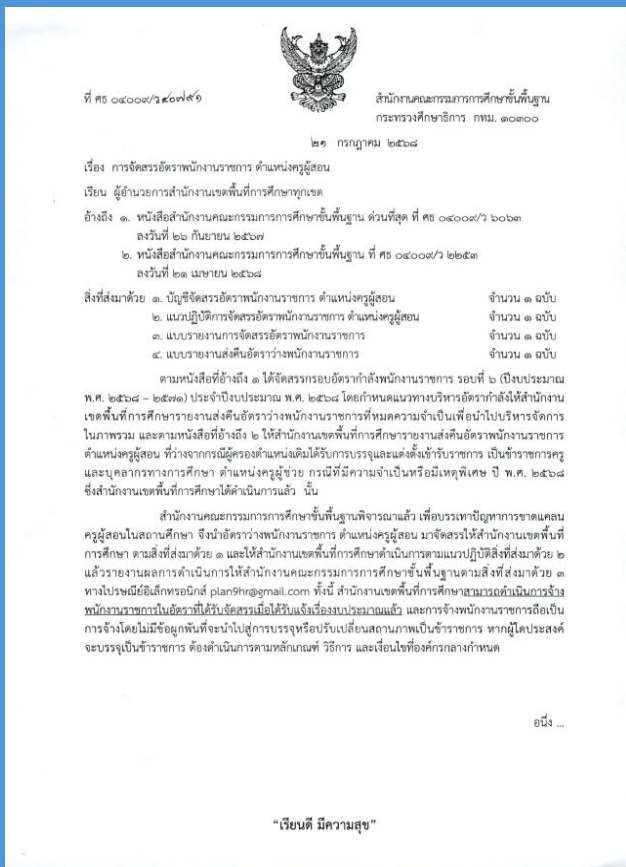 ที่ ศธ ๐๔๐๐๙/ว๔๐๗๕๑
สำนักงานคณะกรรมการการศึกษาขั้นพื้นฐาน
กระทรวงศึกษาธิการ กทม. ๑๐๓๐๐
๒๑ กรกฎาคม ๒๕๖๘
เรื่อง การจัดสรรอัตราพนักงานราชการ ตำแหน่งครูผู้สอน
เรียน ผู้อำนวยการสำนักงานเขตพื้นที่การศึกษาทุกเขต
อ้างถึง ๑. หนังสือสำนักงานคณะกรรมการการศึกษาขั้นพื้นฐาน ด่วนที่สุด ที่ ศธ ๐๔๐๐๙/ว ๖๐๖๓
ลงวันที่ ๒๖ กันยายน ๒๕๖๗
๒. หนังสือสำนักงานคณะกรรมการการศึกษาขั้นพื้นฐาน ที่ ศธ ๐๔๐๐๙/ว ๒๒๕๓
ลงวันที่ ๒๑ เมษายน ๒๕๖๘
สิ่งที่ส่งมาด้วย ๑. บัญชีจัดสรรอัตราพนักงานราชการ ตำแหน่งครูผู้สอน จำนวน ๑ ฉบับ
๒. แนวปฏิบัติการจัดสรรอัตราพนักงานราชการ ตำแหน่งครูผู้สอน จำนวน ๑ ฉบับ
๓. แบบรายงานการจัดสรรอัตราพนักงานราชการ จำนวน ๑ ฉบับ
๔. แบบรายงานส่งคืนอัตราว่างพนักงานราชการ จำนวน ๑ ฉบับ
ตามหนังสือที่อ้างถึง ๑ ได้จัดสรรกรอบอัตรากำลังพนักงานราชการ รอบที่ ๖ (ปีงบประมาณ
พ.ศ. ๒๕๖๘ – ๒๕๗๑) ประจำปีงบประมาณ พ.ศ. ๒๕๖๘ โดยกำหนดแนวทางบริหารอัตรากำลังให้สำนักงาน
เขตพื้นที่การศึกษารายงานส่งคืนอัตราว่างพนักงานราชการที่หมดความจำเป็นเพื่อนำไปบริหารจัดการ
ในภาพรวม และตามหนังสือที่อ้างถึง ๒ ให้สำนักงานเขตพื้นที่การศึกษารายงานส่งคืนอัตราพนักงานราชการ
ตำแหน่งครูผู้สอน ที่ว่างจากกรณีผู้ครองตำแหน่งเดิมได้รับการบรรจุและแต่งตั้งเข้ารับราชการ เป็นข้าราชการครู
และบุคลากรทางการศึกษา ตำแหน่งครูผู้ช่วย กรณีที่มีความจำเป็นหรือมีเหตุพิเศษ ปี พ.ศ. ๒๕๖๘
ซึ่งสำนักงานเขตพื้นที่การศึกษาได้ดำเนินการแล้ว นั้น
สำนักงานคณะกรรมการการศึกษาขั้นพื้นฐานพิจารณาแล้ว เพื่อบรรเทาปัญหาการขาดแคลน
ครูผู้สอนในสถานศึกษา จึงนำอัตราว่างพนักงานราชการ ตำแหน่งครูผู้สอน มาจัดสรรให้สำนักงานเขตพื้นที่
การศึกษา ตามสิ่งที่ส่งมาด้วย ๑ และให้สำนักงานเขตพื้นที่การศึกษาดำเนินการตามแนวปฏิบัติสิ่งที่ส่งมาด้วย ๒
แล้วรายงานผลการดำเนินการให้สำนักงานคณะกรรมการการศึกษาขั้นพื้นฐานตามสิ่งที่ส่งมาด้วย ๓
ทางไปรษณีย์อิเล็กทรอนิกส์ plan9hr@gmail.com ทั้งนี้ สำนักงานเขตพื้นที่การศึกษาสามารถดำเนินการจ้าง
พนักงานราชการในอัตราที่ได้รับจัดสรรเมื่อได้รับแจ้งเรื่องงบประมาณแล้ว และการจ้างพนักงานราชการถือเป็น
การจ้างโดยไม่มีข้อผูกพันที่จะนำไปสู่การบรรจุหรือปรับเปลี่ยนสถานภาพเป็นข้าราชการ หากผู้ใดประสงค์
จะบรรจุเป็นข้าราชการ ต้องดำเนินการตามหลักเกณฑ์ วิธีการ และเงื่อนไขที่องค์กรกลางกำหนด
อนึ่ง ...
"เรียนดี มีความสุข"